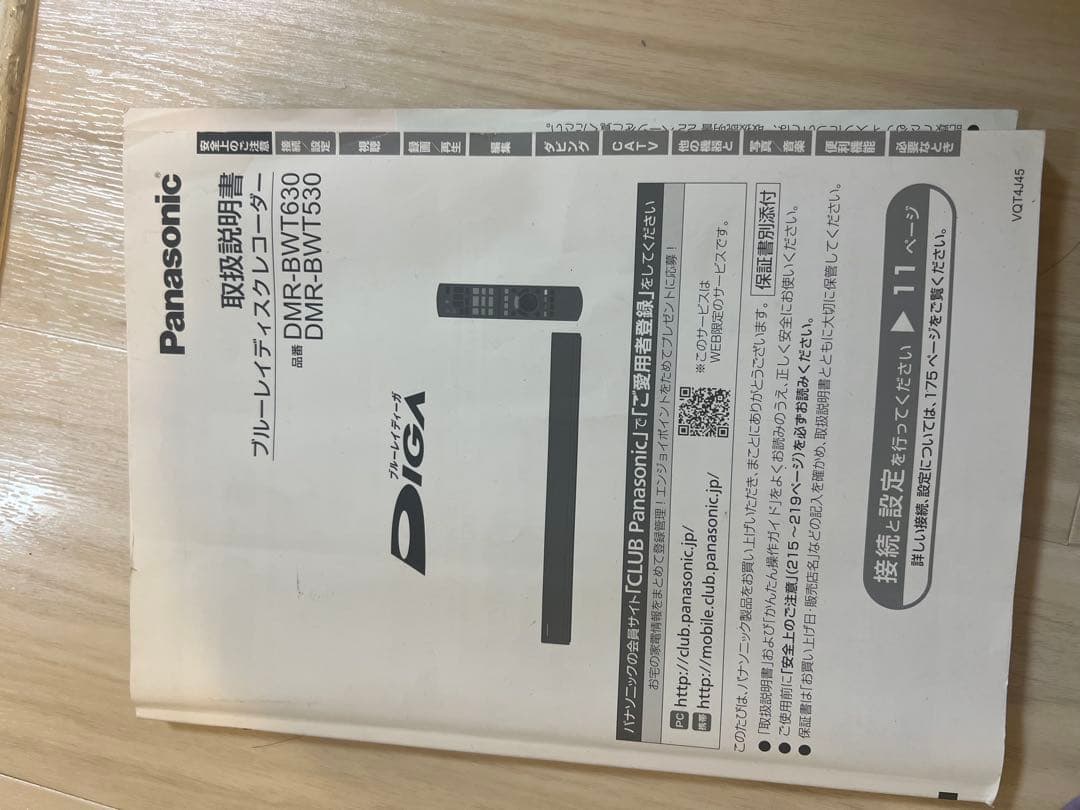 Panasonic®
取扱説明書
ブルーレイディスクレコーダー
品番 DMR-BWT630
DMR-BWT530
安全上のご注意
接続/設定
視聴
録画/再生
編集
ダビング
CATV
他の機器と
写真/音楽
便利機能
必要なとき
ブルーレイディーガ
DIGA
パナソニックの会員サイト「CLUB Panasonic」で「ご愛用者登録」をしてください
お宅の家電情報をまとめて登録管理!エンジョイポイントをためてプレゼントに応募!
PC http://club.panasonic.jp/
携帯 http://mobile.club.panasonic.jp/
※このサービスは
WEB限定のサービスです。
このたびは、パナソニック製品をお買い上げいただき、まことにありがとうございます。 保証書別添付
●「取扱説明書」および「かんたん操作ガイド」をよくお読みのうえ、正しく安全にお使いください。
●ご使用前に「安全上のご注意」(215～219ページ)を必ずお読みください。
●保証書は「お買い上げ日・販売店名」などの記入を確かめ、取扱説明書とともに大切に保管してください。
接続と設定を行ってください ▶ 11 ページ
詳しい接続、設定については、175 ページをご覧ください。
VQT4J45